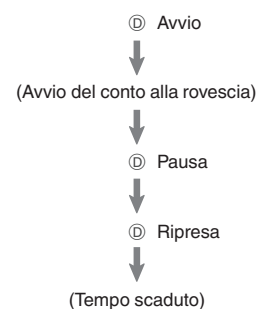 Ⓓ Avvio
(Avvio del conto alla rovescia)
Ⓓ Pausa
Ⓓ Ripresa
(Tempo scaduto)